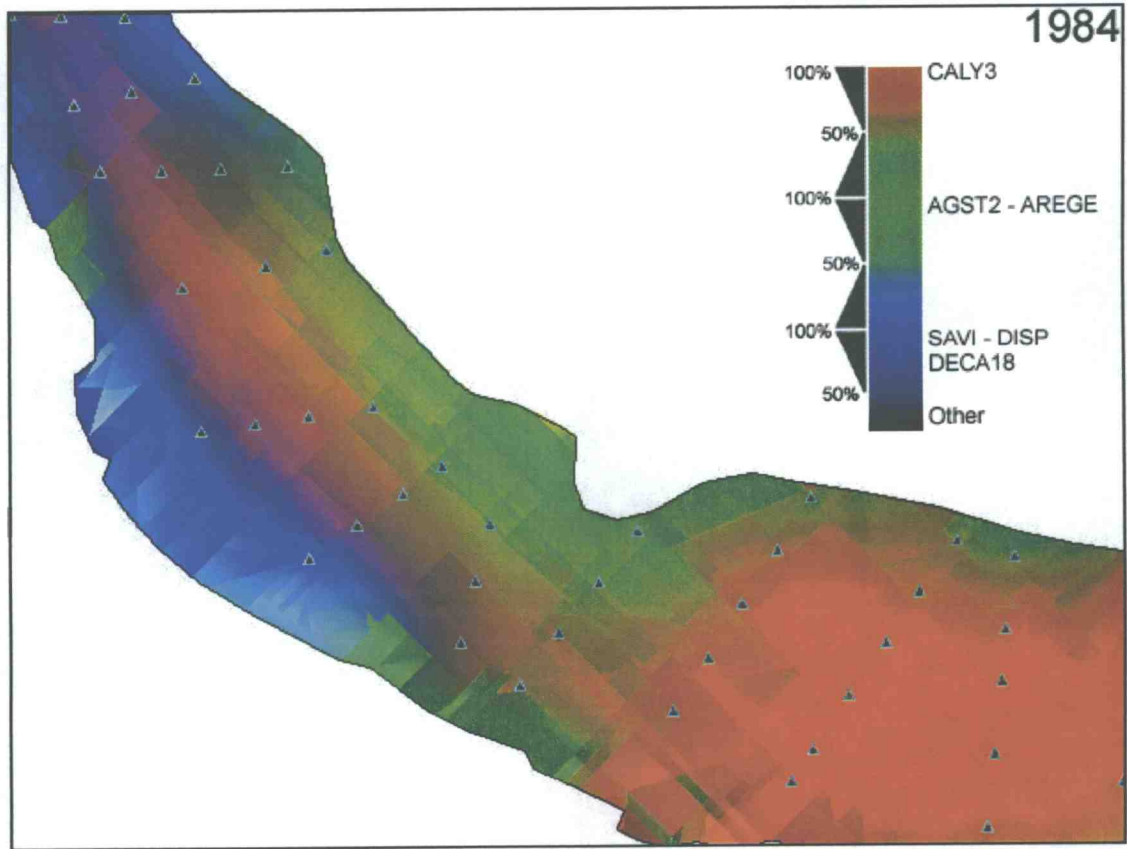 1984
100%
CALY3
50%
100%
AGST2 - AREGE
50%
100%
SAVI - DISP
DECA18
50%
Other